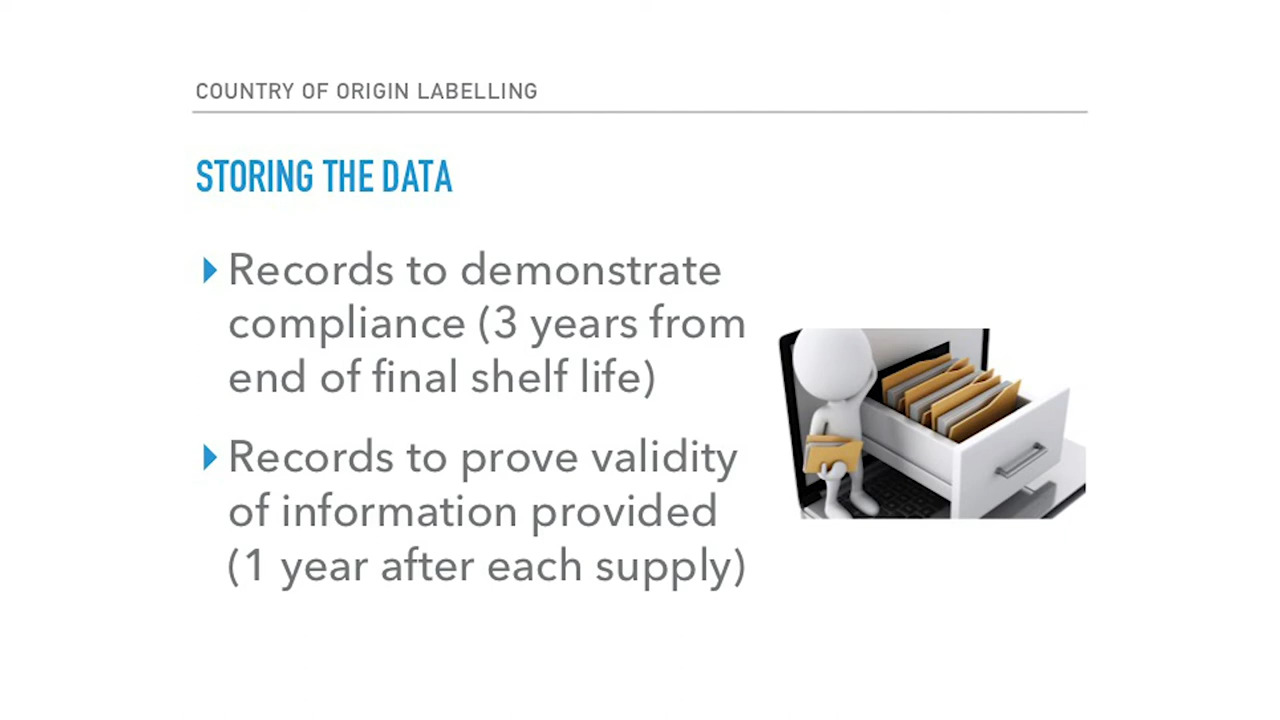 COUNTRY OF ORIGIN LABELLING
STORING THE DATA
Records to demonstrate
compliance (3 years from
end of final shelf life)
Records to prove validity
of information provided
(1 year after each supply)